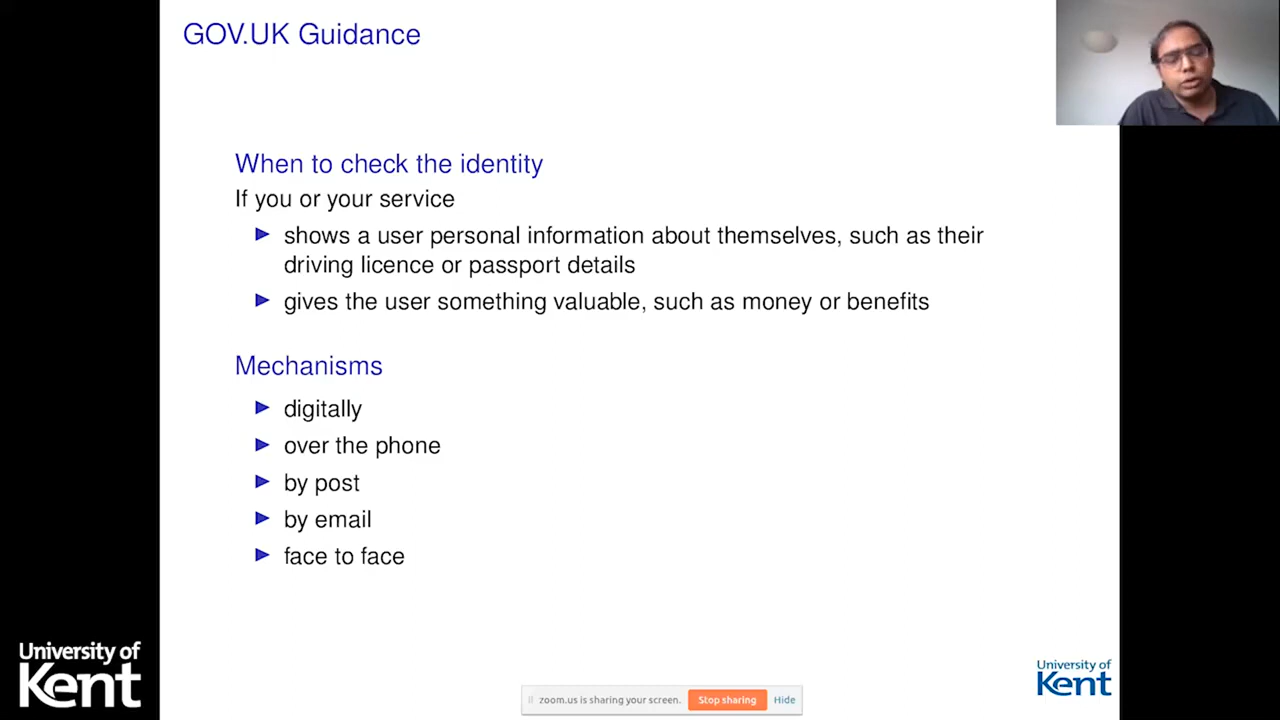 GOV.UK Guidance
When to check the identity
If you or your service
shows a user personal information about themselves, such as their
driving licence or passport details
gives the user something valuable, such as money or benefits
Mechanisms
digitally
over the phone
by post
by email
face to face
University of
Kent
University of
Kent
zoom.us is sharing your screen. Stop sharing Hide